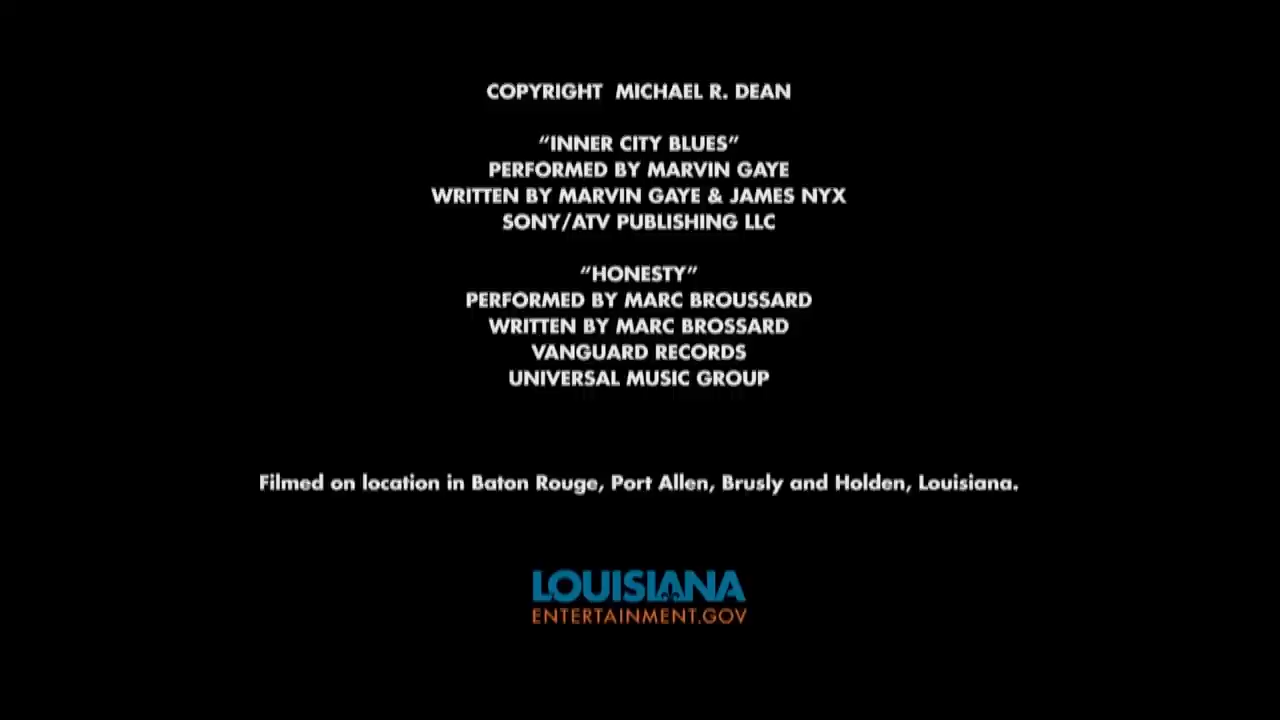 COPYRIGHT  MICHAEL R. DEAN
“INNER CITY BLUES”
PERFORMED BY MARVIN GAYE
WRITTEN BY MARVIN GAYE & JAMES NYX
SONY/ATV PUBLISHING LLC
“HONESTY”
PERFORMED BY MARC BROUSSARD
WRITTEN BY MARC BROSSARD
VANGUARD RECORDS
UNIVERSAL MUSIC GROUP
Filmed on location in Baton Rouge, Port Allen, Brusly and Holden, Louisiana.
LOUISIANA
ENTERTAINMENT.GOV